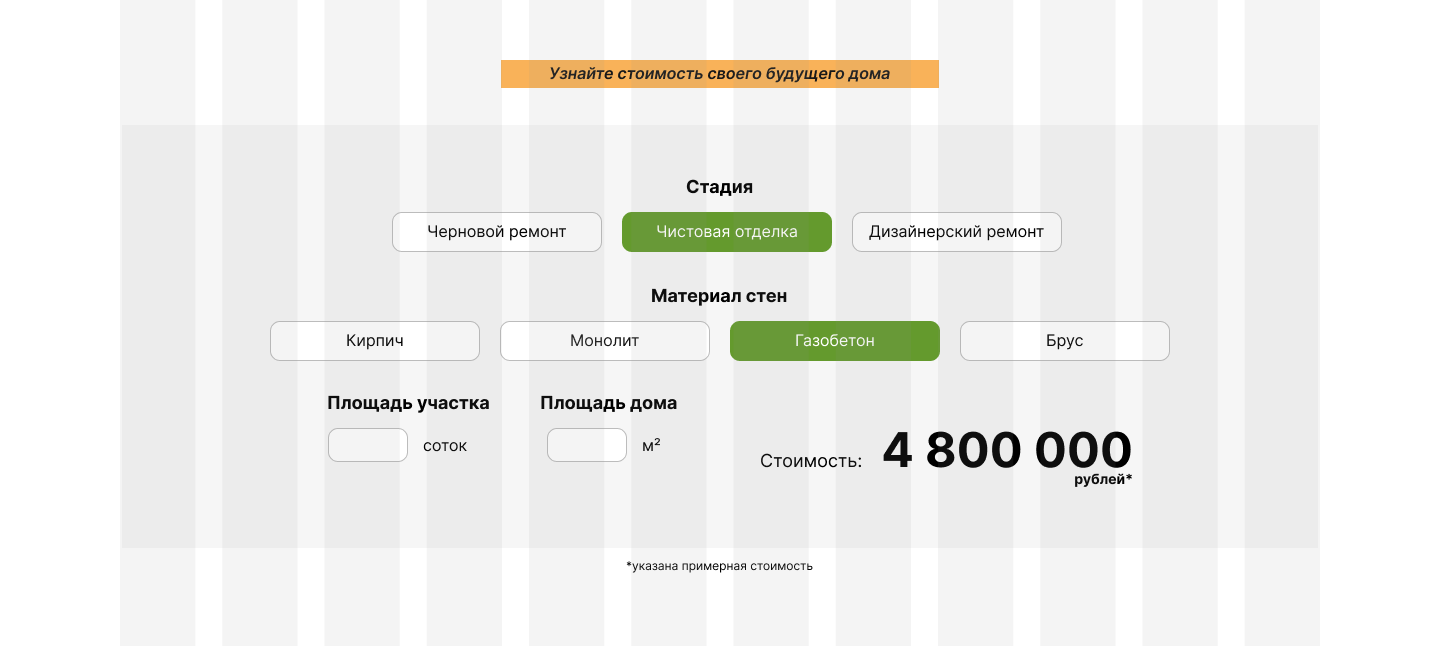 Узнайте стоимость своего будущего дома
Стадия
Черновой ремонт Чистовая отделка Дизайнерский ремонт
Материал стен
Кирпич Монолит Газобетон Брус
Площадь участка Площадь дома
соток м²
Стоимость: 4 800 000
рублей*
*указана примерная стоимость